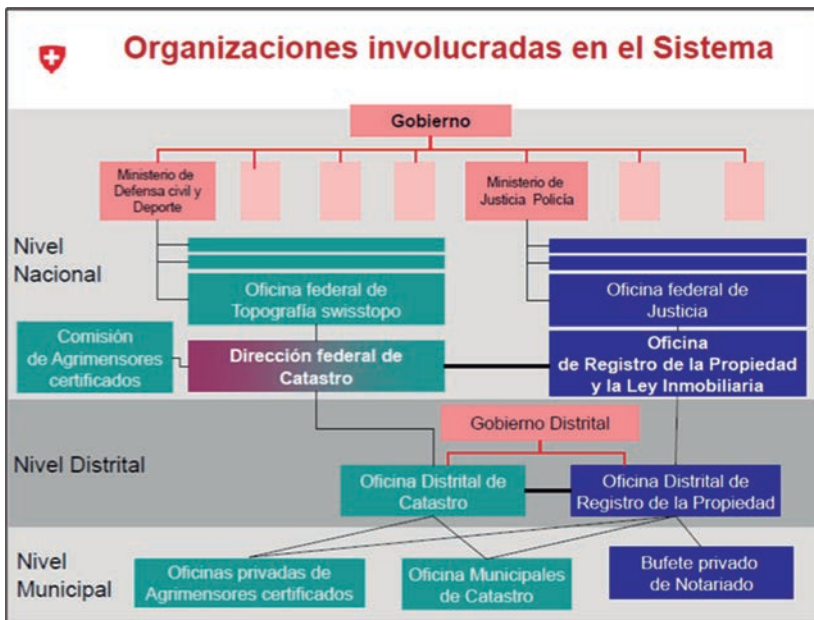 Organizaciones involucradas en el Sistema
Gobierno
Ministerio de
Defensa civil y
Deporte
Ministerio de
Justicia Policía
Nivel
Nacional
Oficina federal de
Topografía swisstopo
Oficina federal de
Justicia
Comisión
de Agrimensores
certificados
Dirección federal de
Catastro
Oficina
de Registro de la Propiedad
y la Ley Inmobiliaria
Gobierno Distrital
Nivel Distrital
Oficina Distrital de
Catastro
Oficina Distrital de
Registro de la Propiedad
Nivel
Municipal
Oficinas privadas de
Agrimensores certificados
Oficina Municipales
de Catastro
Bufete privado
de Notariado